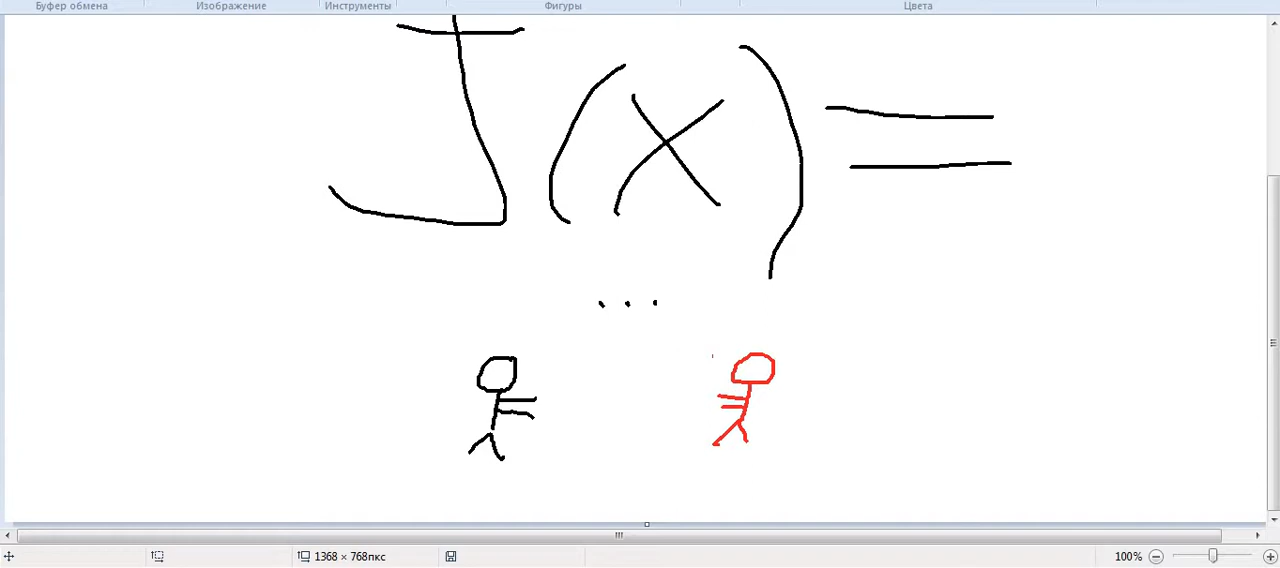 Буфер обмена Изображение Инструменты Фигуры Цвета
f(x)=
...
1368 × 768пкс 100%